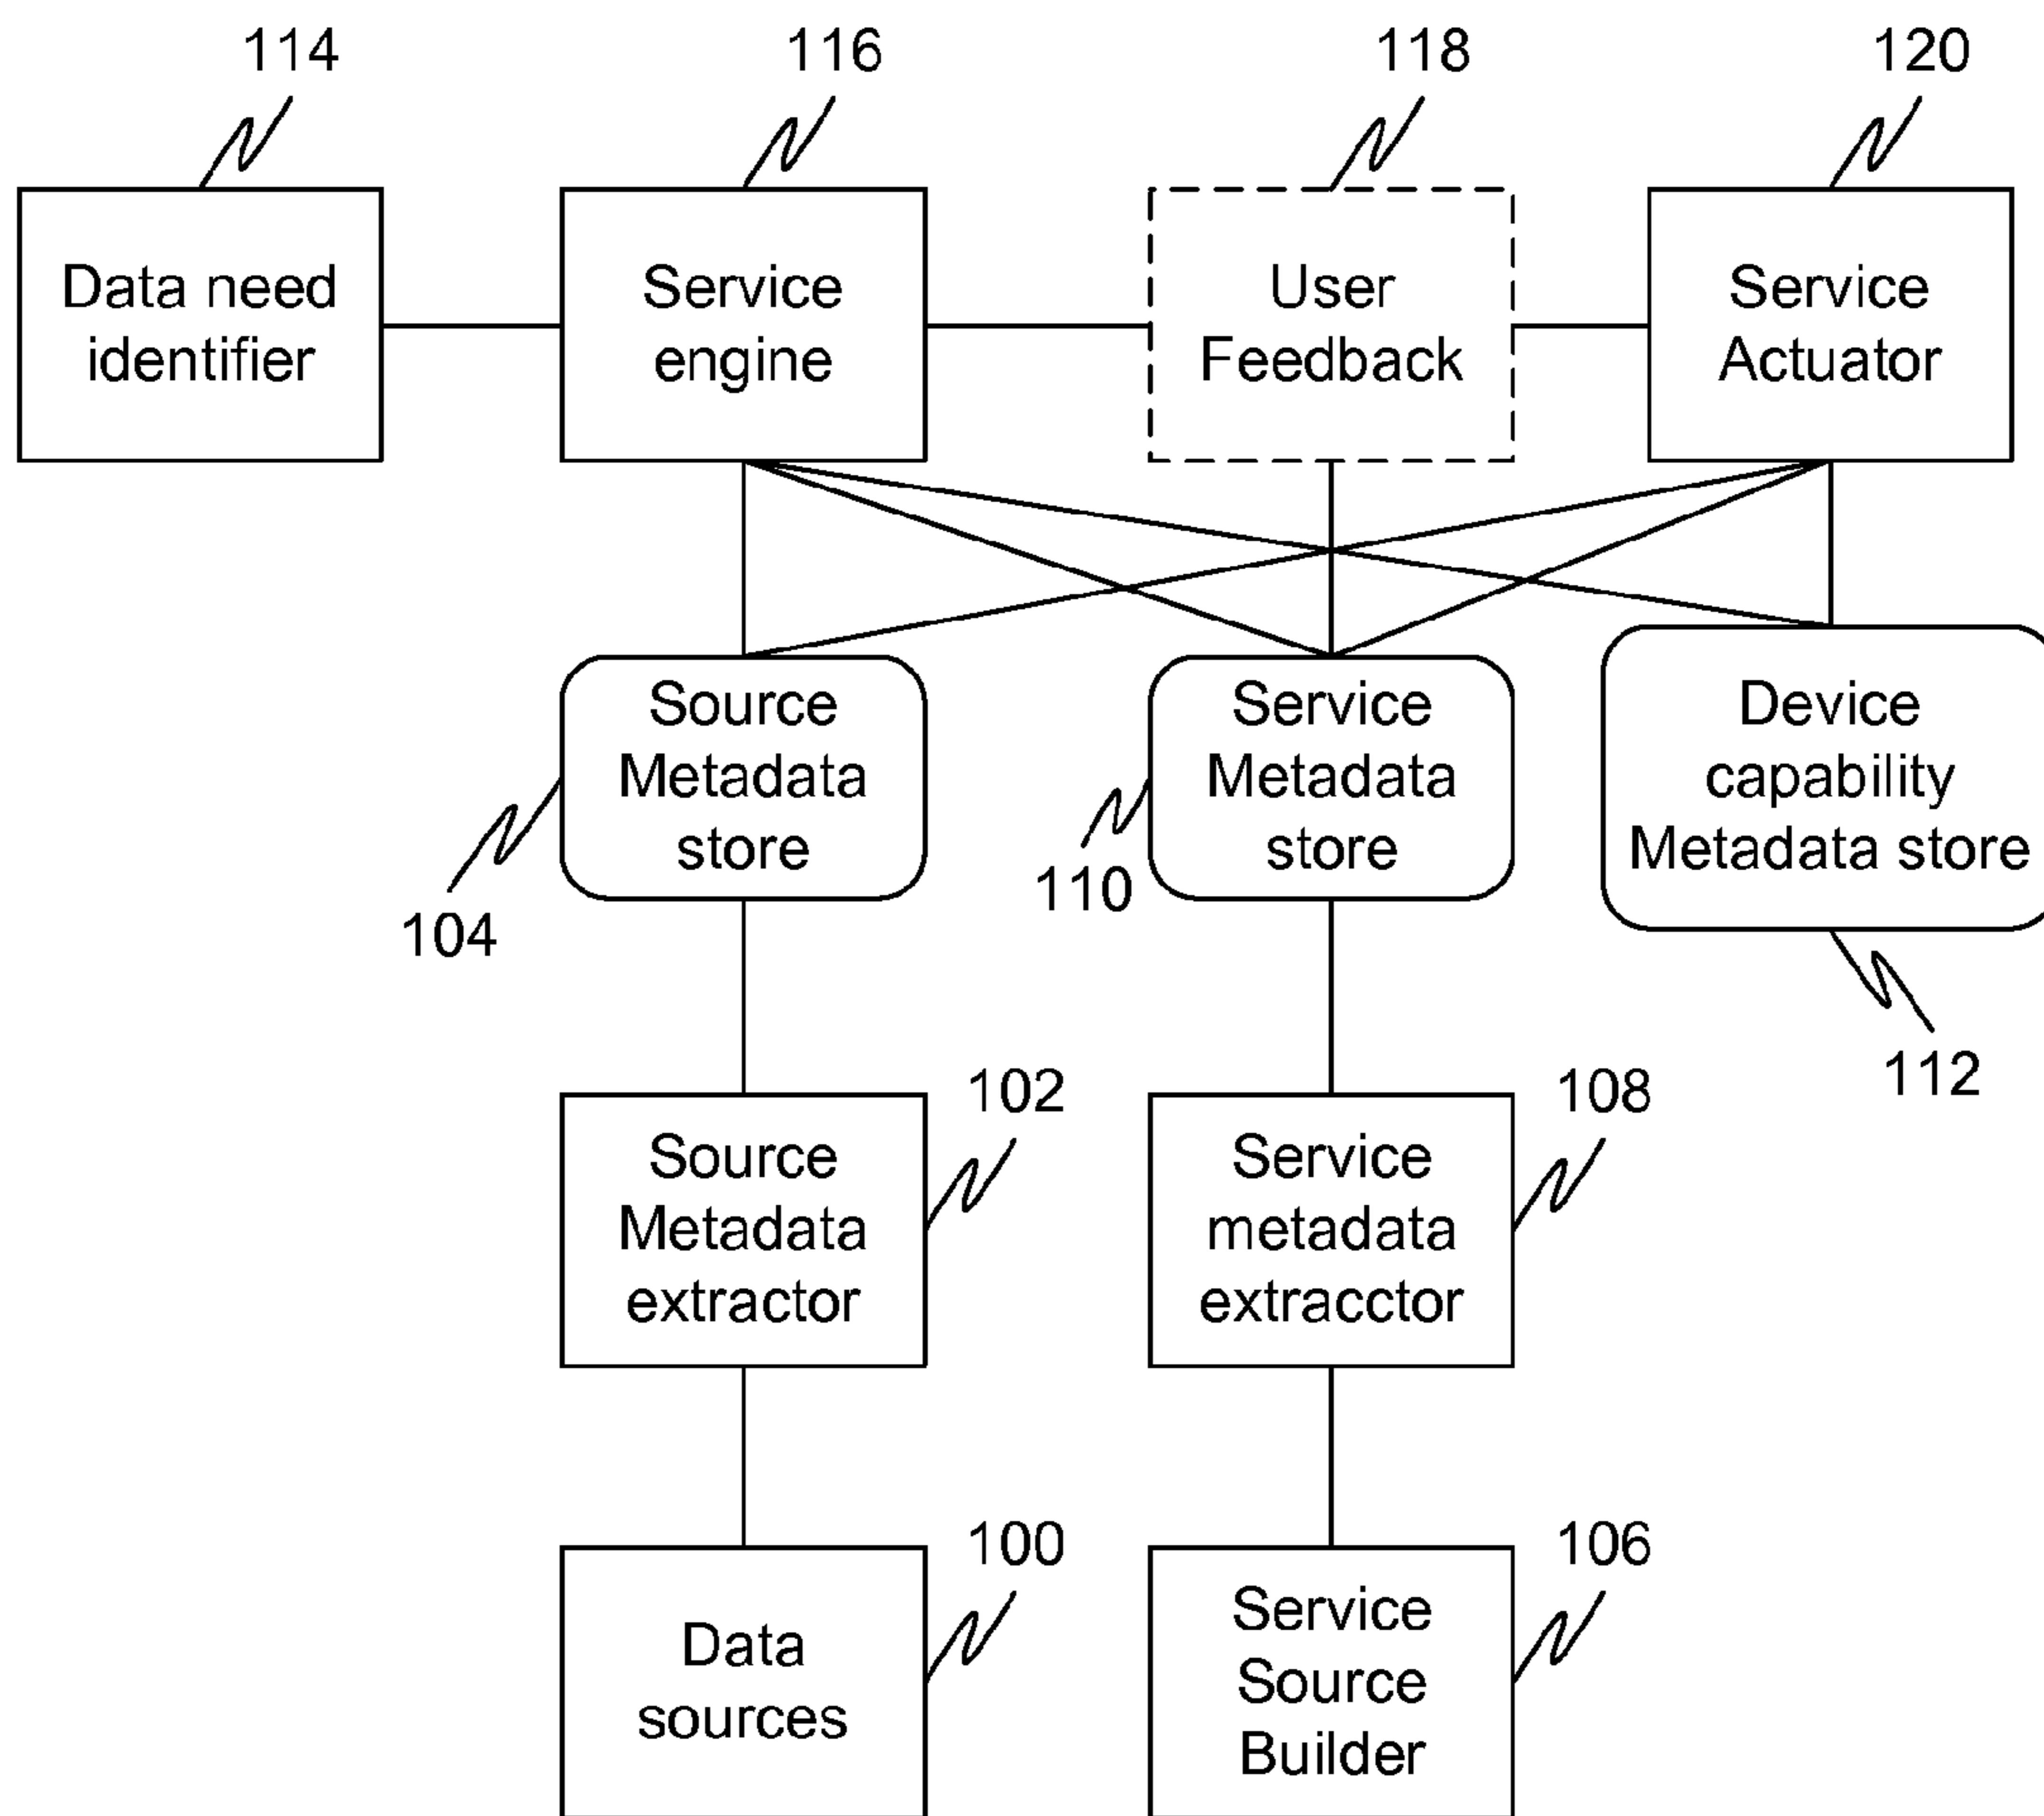 114
116
118
120
Data need
identifier
Service
engine
User
Feedback
Service
Actuator
Source
Metadata
store
Service
Metadata
store
Device
capability
Metadata store
104
110
112
102
108
Source
Metadata
extractor
Service
metadata
extracctor
100
106
Data
sources
Service
Source
Builder